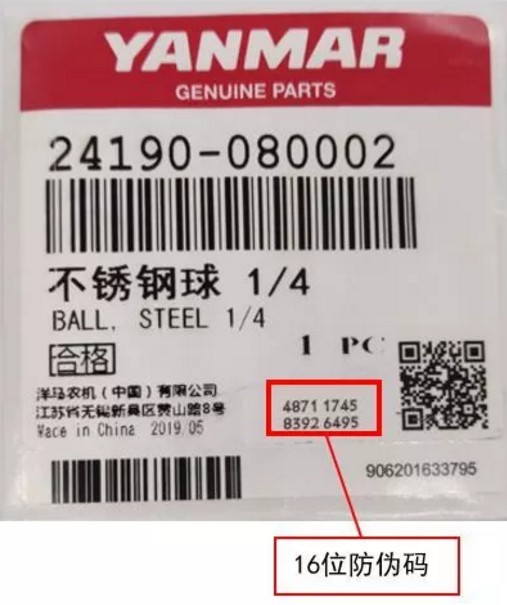 YANMAR
GENUINE PARTS
24190-080002
不锈钢球 1/4
BALL, STEEL 1/4
1 PC
合格
洋马农机（中国）有限公司
江苏省无锡新吴区黄山路8号
Mace in China 2019.05
4871 1745
8392 6495
906201633795
16位防伪码